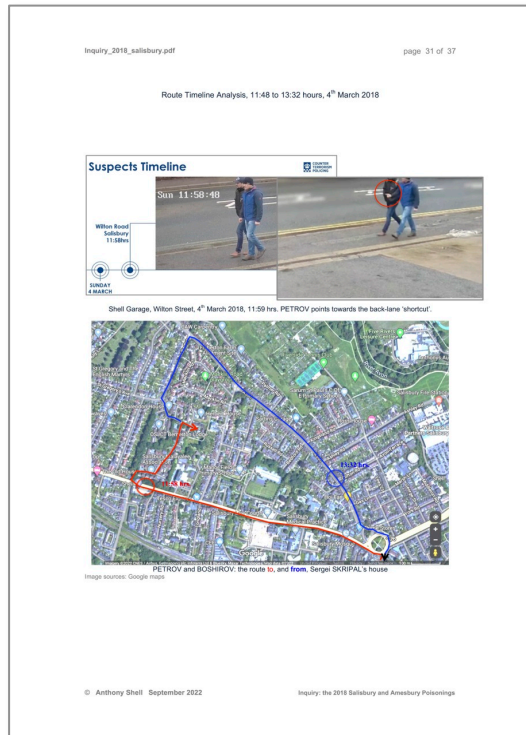 Inquiry_2018_salisbury.pdf page 31 of 37
Route Timeline Analysis, 11:48 to 13:32 hours, 4th March 2018
Suspects Timeline
COUNTER
TERRORISM
POLICING
Sun 11:58:48
Wilton Road
Salisbury
11:58hrs
SUNDAY
4 MARCH
Shell Garage, Wilton Street, 4th March 2018, 11:59 hrs. PETROV points towards the back-lane ‘shortcut’.
13:32 hrs
11:58 hrs
Google
PETROV and BOSHIROV: the route to, and from, Sergei SKRIPAL's house
Image sources: Google maps
© Anthony Shell September 2022 Inquiry: the 2018 Salisbury and Amesbury Poisonings